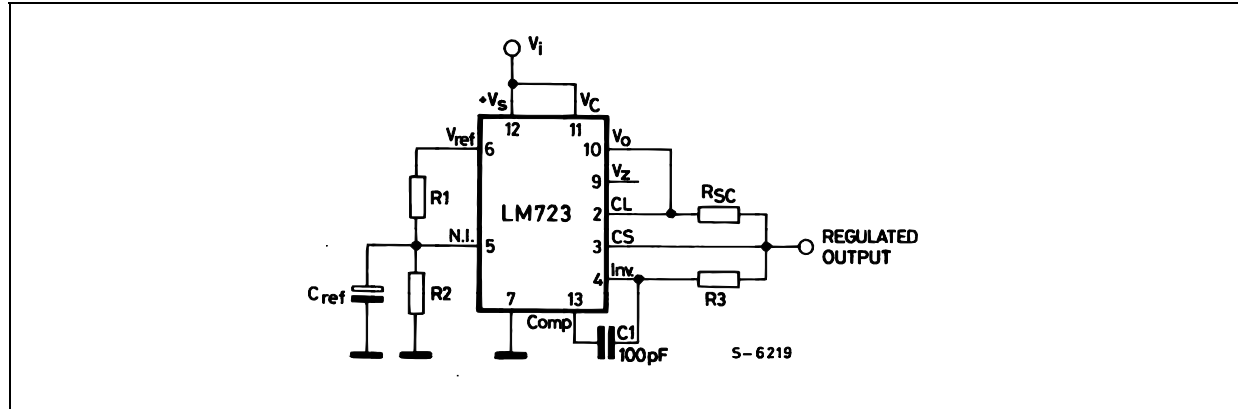 Vi
+Vs
VC
12
11
Vref
6
Vo
10
Vz
9
R1
LM723
CL
2
RSC
N.I.
5
CS
3
REGULATED
OUTPUT
Inv.
4
Cref
R2
R3
7
13
Comp
C1
100pF
S-6219